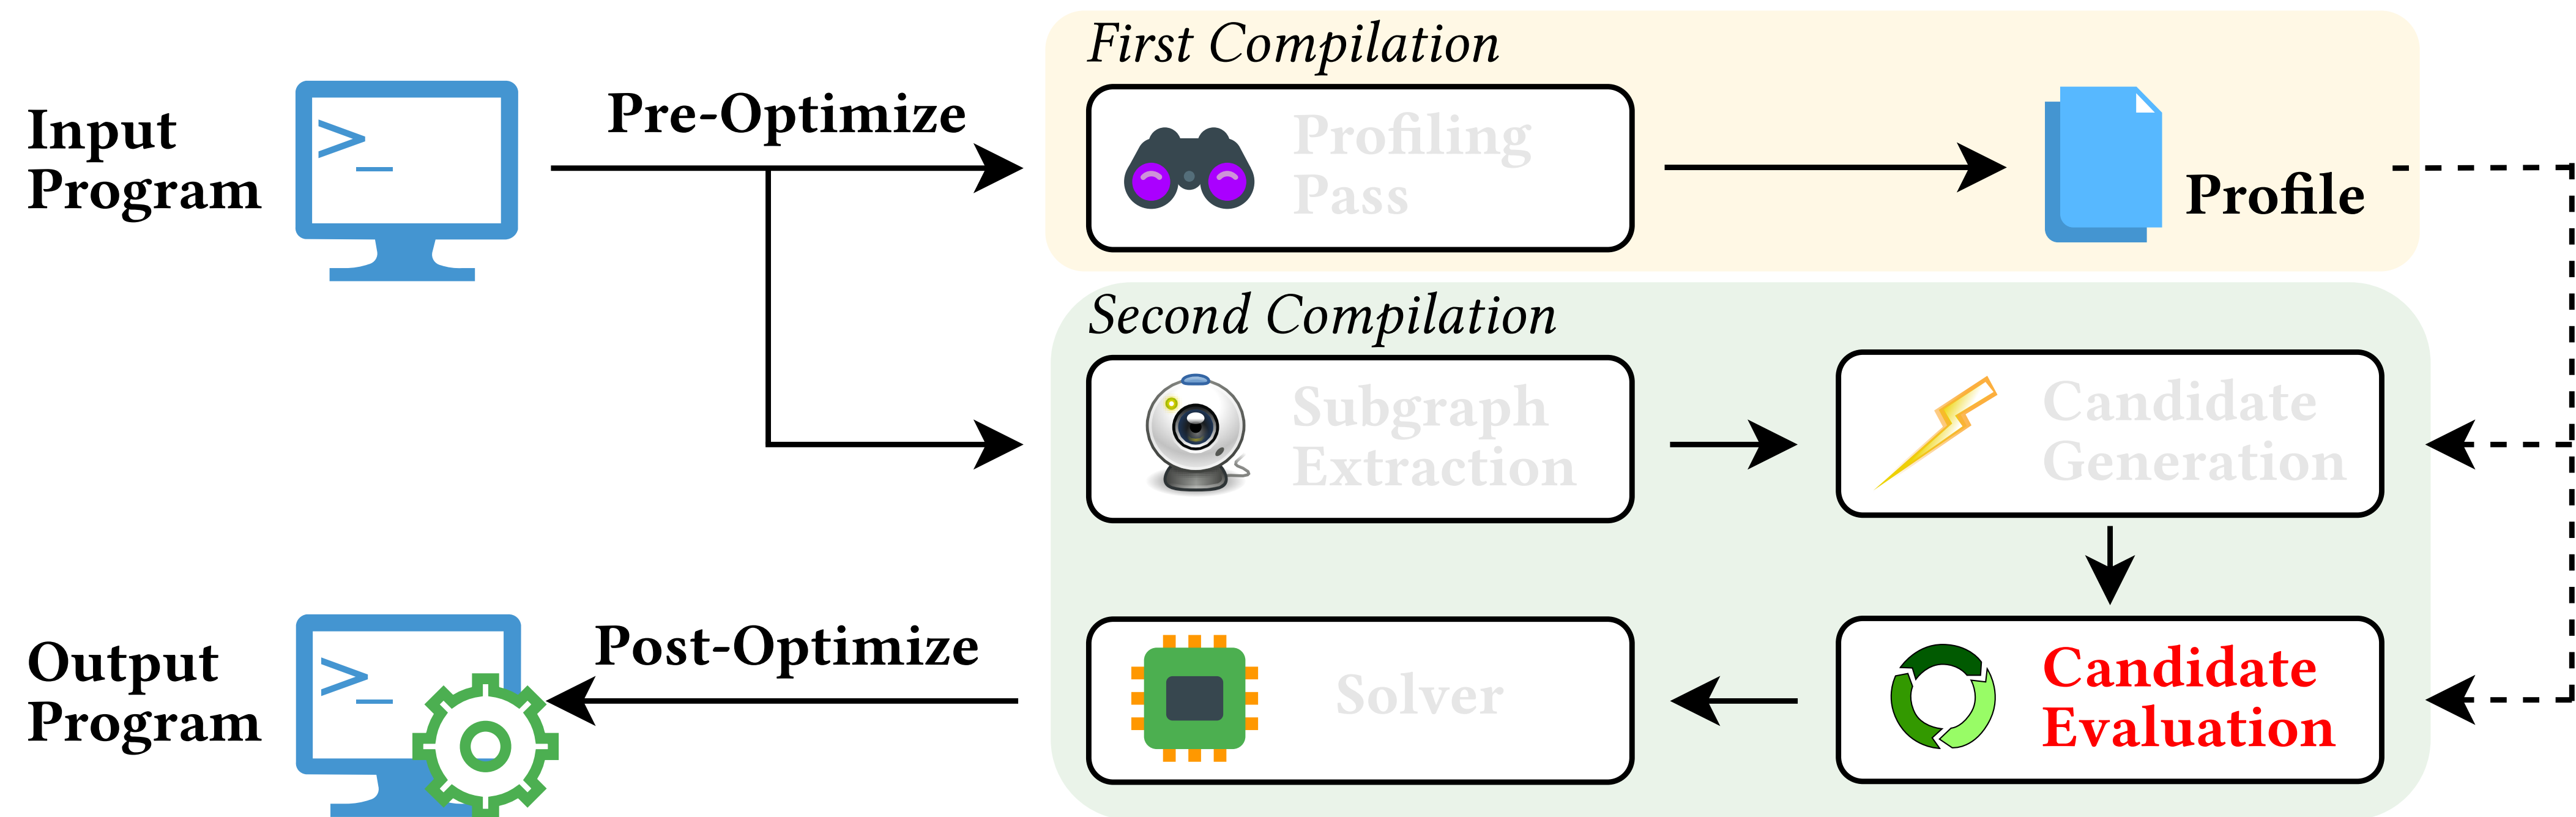 First Compilation
Input
Program
>_
Pre-Optimize
Profiling
Pass
Profile
Second Compilation
Subgraph
Extraction
Candidate
Generation
Output
Program
>_
Post-Optimize
Solver
Candidate
Evaluation